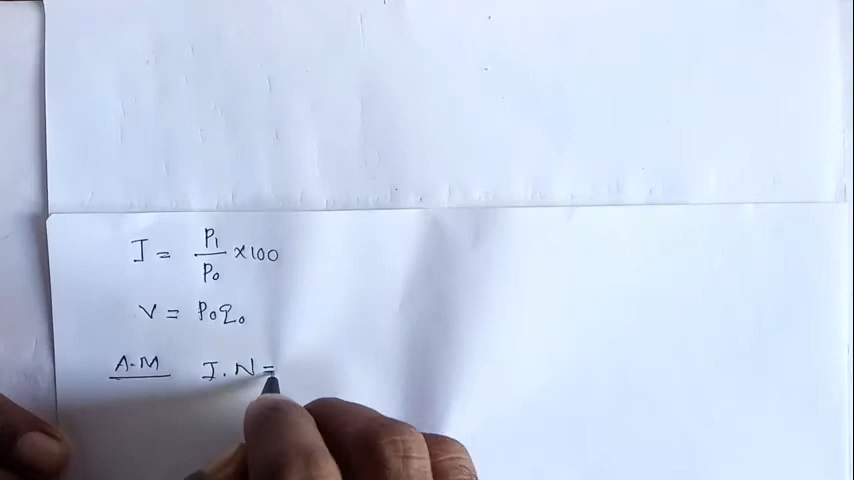 I = P₁/P₀ ×100
V = P₀q₀
A.M I.N =